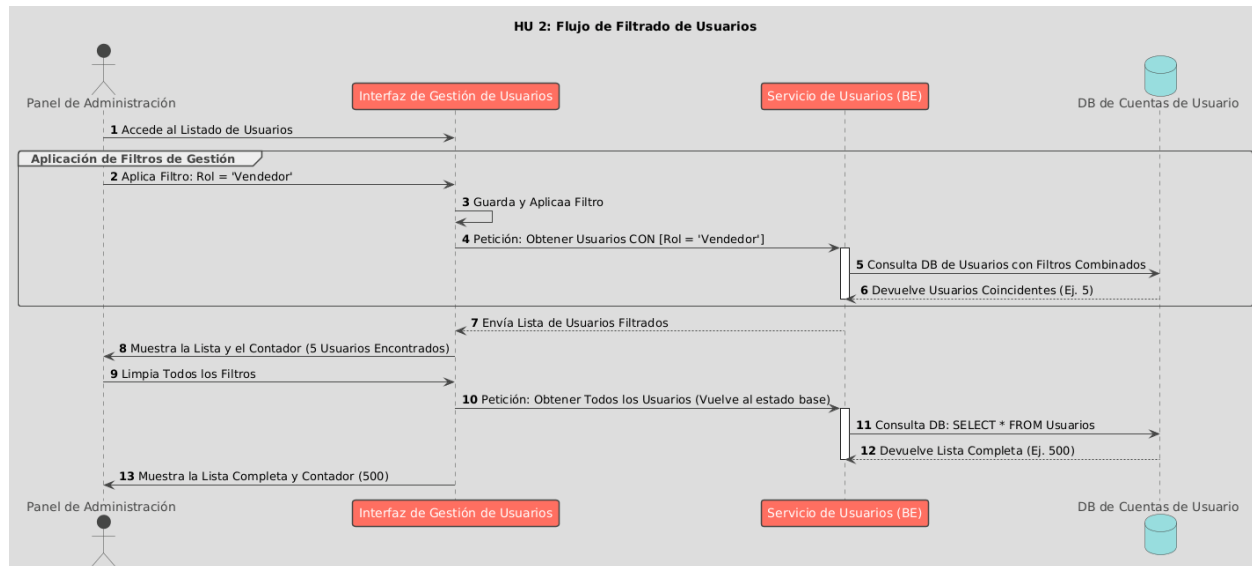 HU 2: Flujo de Filtrado de Usuarios
Panel de Administración
Interfaz de Gestión de Usuarios
Servicio de Usuarios (BE)
DB de Cuentas de Usuario
1 Accede al Listado de Usuarios
Aplicación de Filtros de Gestión
2 Aplica Filtro: Rol = 'Vendedor'
3 Guarda y Aplicaa Filtro
4 Petición: Obtener Usuarios CON [Rol = 'Vendedor']
5 Consulta DB de Usuarios con Filtros Combinados
6 Devuelve Usuarios Coincidentes (Ej. 5)
7 Envía Lista de Usuarios Filtrados
8 Muestra la Lista y el Contador (5 Usuarios Encontrados)
9 Limpia Todos los Filtros
10 Petición: Obtener Todos los Usuarios (Vuelve al estado base)
11 Consulta DB: SELECT * FROM Usuarios
12 Devuelve Lista Completa (Ej. 500)
13 Muestra la Lista Completa y Contador (500)
Panel de Administración
Interfaz de Gestión de Usuarios
Servicio de Usuarios (BE)
DB de Cuentas de Usuario